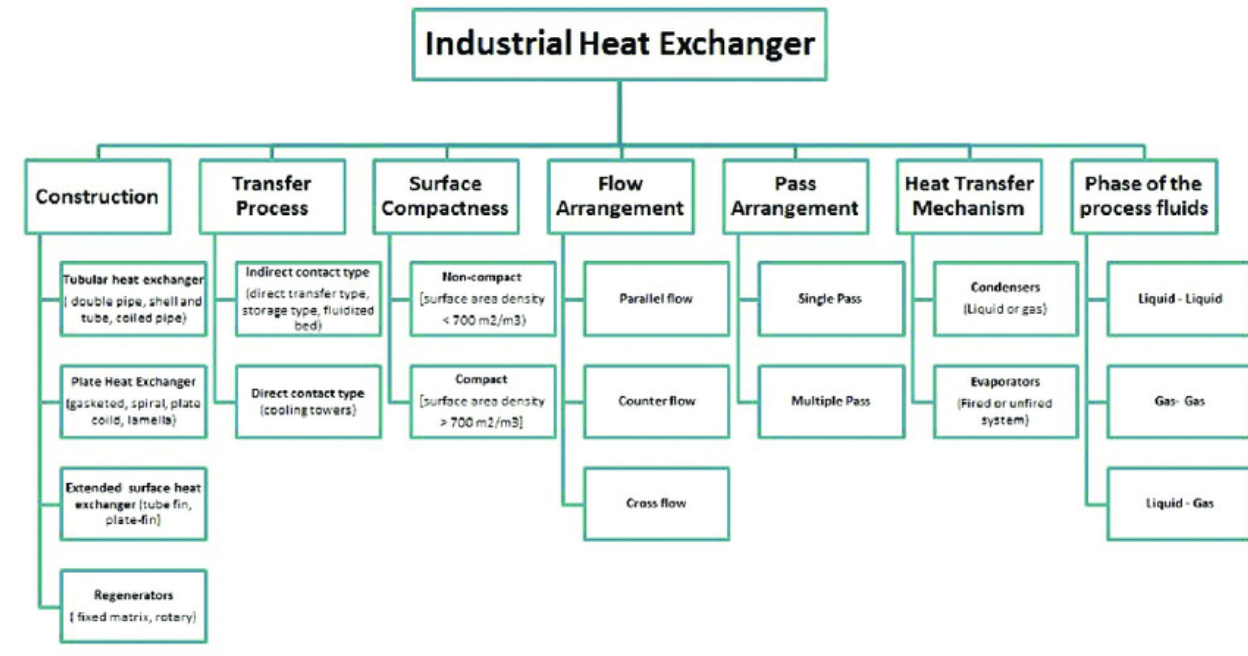 Industrial Heat Exchanger
Construction
Transfer
Process
Surface
Compactness
Flow
Arrangement
Pass
Arrangement
Heat Transfer
Mechanism
Phase of the
process fluids
Tubular heat exchanger
( double pipe, shell and
tube, coiled pipe)
Plate Heat Exchanger
(gasketed, spiral, plate
coild, lamella)
Extended surface heat
exchanger (tube fin,
plate-fin)
Regenerators
( fixed matrix, rotary)
Indirect contact type
(direct transfer type,
storage type, fluidized
bed)
Direct contact type
(cooling towers)
Non-compact
[surface area density
< 700 m2/m3)
Compact
[surface area density
> 700 m2/m3]
Parallel flow
Counter flow
Cross flow
Single Pass
Multiple Pass
Condensers
(Liquid or gas)
Evaporators
(Fired or unfired
system)
Liquid - Liquid
Gas- Gas
Liquid - Gas